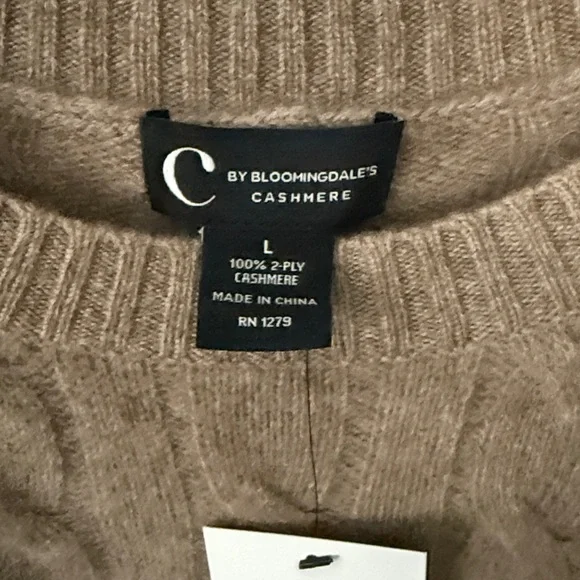 C BY BLOOMINGDALE'S
CASHMERE
L
100% 2-PLY
CASHMERE
MADE IN CHINA
RN 1279